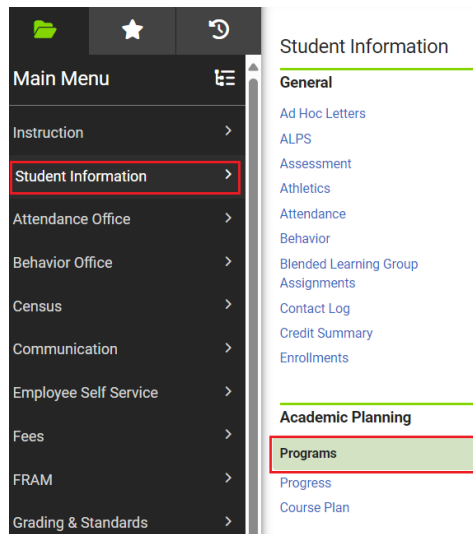 Main Menu
Instruction
Student Information
Attendance Office
Behavior Office
Census
Communication
Employee Self Service
Fees
FRAM
Grading & Standards
Student Information
General
Ad Hoc Letters
ALPS
Assessment
Athletics
Attendance
Behavior
Blended Learning Group
Assignments
Contact Log
Credit Summary
Enrollments
Academic Planning
Programs
Progress
Course Plan